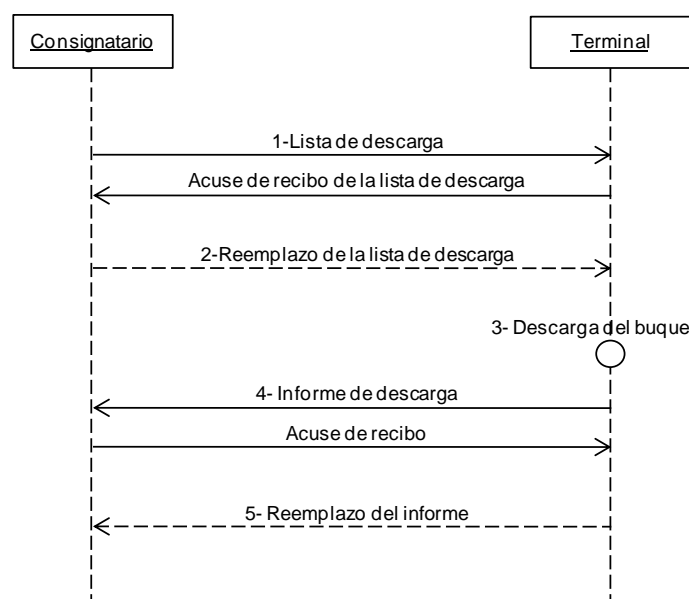 Consignatario
Terminal
1-Lista de descarga
Acuse de recibo de la lista de descarga
2-Reemplazo de la lista de descarga
3- Descarga del buque
4- Informe de descarga
Acuse de recibo
5- Reemplazo del informe